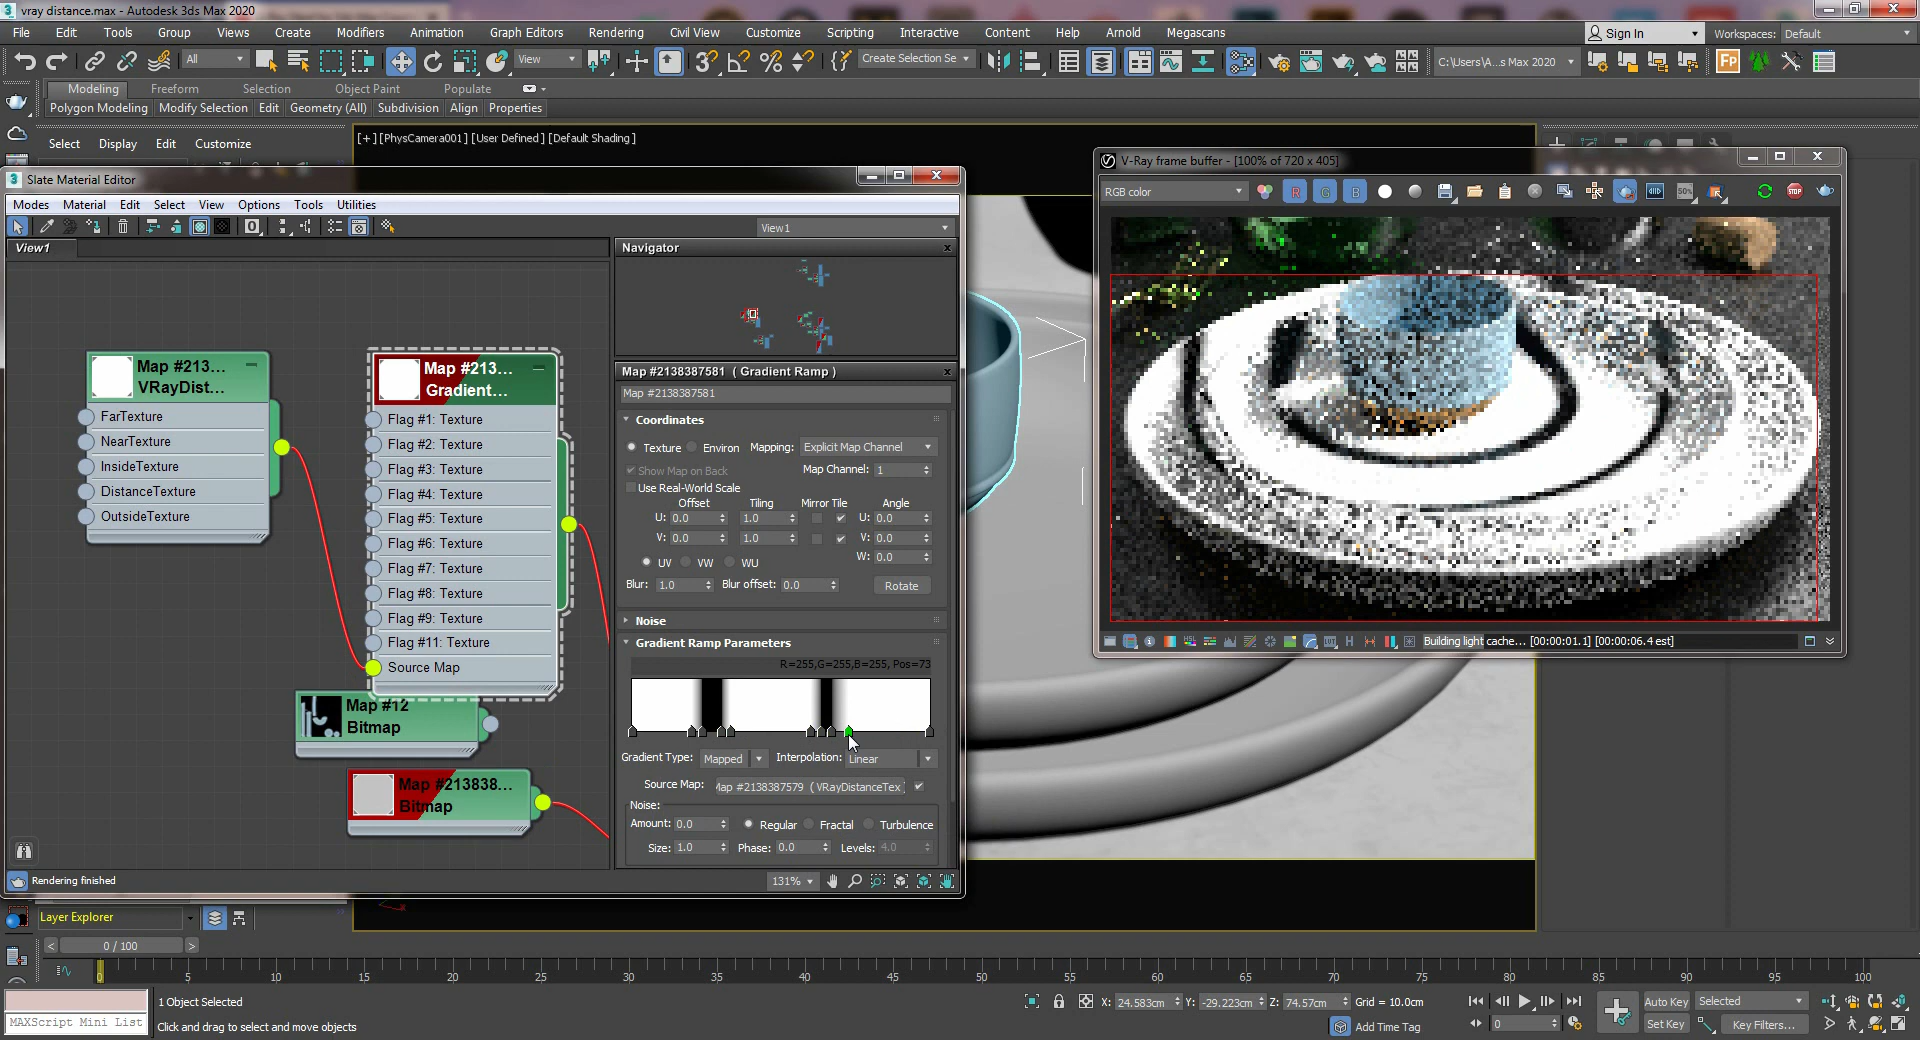 vray distance.max - Autodesk 3ds Max 2020
File Edit Tools Group Views Create Modifiers Animation Graph Editors Rendering Civil View Customize Scripting Interactive Content Help Arnold Megascans Sign In Workspaces: Default
All View Create Selection Se C:\Users\A...s Max 2020
Modeling Freeform Selection Object Paint Populate
Polygon Modeling Modify Selection Edit Geometry (All) Subdivision Align Properties
Select Display Edit Customize
[+] [PhysCamera001] [User Defined] [Default Shading]
Slate Material Editor
Modes Material Edit Select View Options Tools Utilities
View1
View1
Navigator
Map #213...
VRayDist...
FarTexture
NearTexture
InsideTexture
DistanceTexture
OutsideTexture
Map #213...
Gradient...
Flag #1: Texture
Flag #2: Texture
Flag #3: Texture
Flag #4: Texture
Flag #5: Texture
Flag #6: Texture
Flag #7: Texture
Flag #8: Texture
Flag #9: Texture
Flag #11: Texture
Source Map
Map #12
Bitmap
Map #213838...
Bitmap
Map #2138387581 ( Gradient Ramp )
Map #2138387581
Coordinates
Texture Environ Mapping: Explicit Map Channel
Show Map on Back Map Channel: 1
Use Real-World Scale
Offset Tiling Mirror Tile Angle
U: 0.0 1.0 U: 0.0
V: 0.0 1.0 V: 0.0
W: 0.0
UV VW WU
Blur: 1.0 Blur offset: 0.0 Rotate
Noise
Gradient Ramp Parameters
R=255,G=255,B=255, Pos=73
Gradient Type: Mapped Interpolation: Linear
Source Map: Map #2138387579 ( VRayDistanceTex
Noise:
Amount: 0.0 Regular Fractal Turbulence
Size: 1.0 Phase: 0.0 Levels: 4.0
Rendering finished
131%
V-Ray frame buffer - [100% of 720 x 405]
RGB color R G B 50%
Building light cache... [00:00:01.1] [00:00:06.4 est]
Layer Explorer
0 / 100
0 5 10 15 20 25 30 35 40 45 50 55 60 65 70 75 80 85 90 95 100
1 Object Selected
MAXScript Mini List
Click and drag to select and move objects
X: 24.583cm Y: -29.223cm Z: 74.57cm Grid = 10.0cm
Add Time Tag
0
Auto Key Selected
Set Key Key Filters...